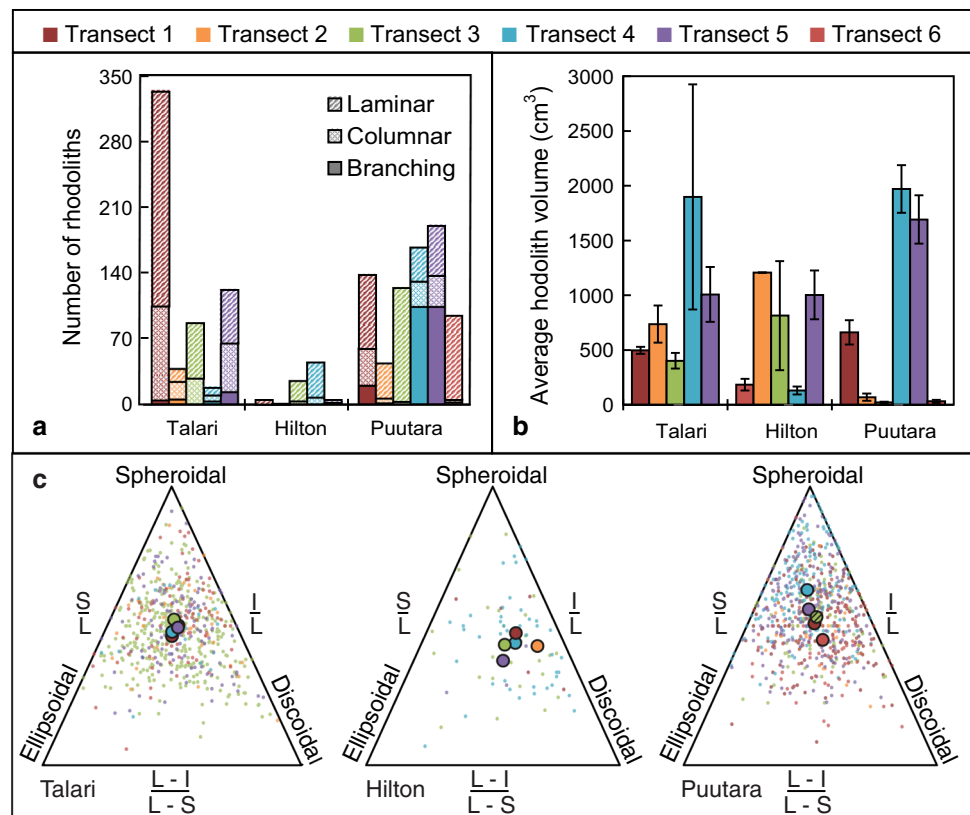 Transect 1 Transect 2 Transect 3 Transect 4 Transect 5 Transect 6
350
280
210
140
70
0
Number of rhodoliths
Laminar
Columnar
Branching
Talari Hilton Puutara
a
3000
2500
2000
1500
1000
500
0
Average hodolith volume (cm³)
Talari Hilton Puutara
b
c
Spheroidal
S
L
I
L
Ellipsoidal
Discoidal
Talari
L - I
L - S
Spheroidal
S
L
I
L
Ellipsoidal
Discoidal
Hilton
L - I
L - S
Spheroidal
S
L
I
L
Ellipsoidal
Discoidal
Puutara
L - I
L - S